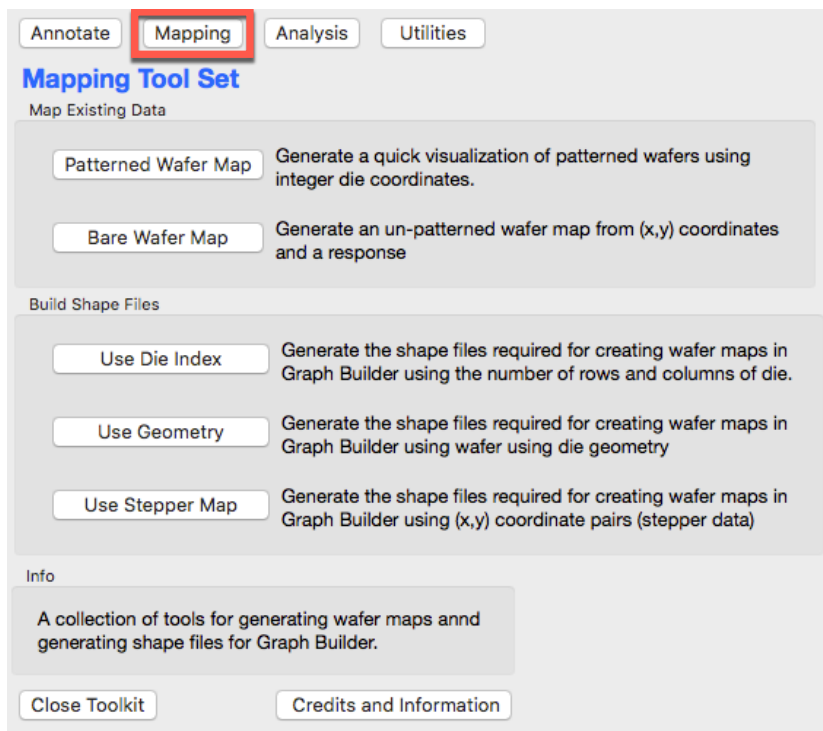 Annotate Mapping Analysis Utilities
Mapping Tool Set
Map Existing Data
Patterned Wafer Map
Generate a quick visualization of patterned wafers using
integer die coordinates.
Bare Wafer Map
Generate an un-patterned wafer map from (x,y) coordinates
and a response
Build Shape Files
Use Die Index
Generate the shape files required for creating wafer maps in
Graph Builder using the number of rows and columns of die.
Use Geometry
Generate the shape files required for creating wafer maps in
Graph Builder using wafer using die geometry
Use Stepper Map
Generate the shape files required for creating wafer maps in
Graph Builder using (x,y) coordinate pairs (stepper data)
Info
A collection of tools for generating wafer maps annd
generating shape files for Graph Builder.
Close Toolkit Credits and Information